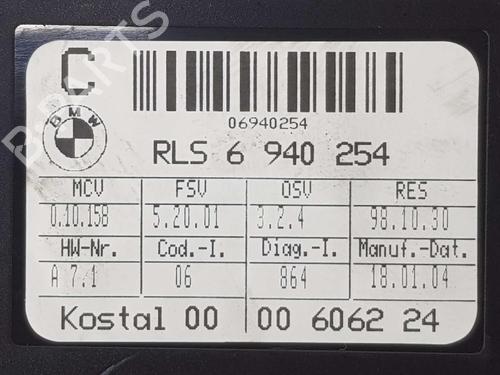 C
06940254
BMW
RLS 6 940 254
MCV FSV OSV RES
0.10.158 5.20.01 3.2.4 98.10.30
HW-Nr. Cod.-I. Diag.-I. Manuf.-Dat.
A 7.1 06 864 18.01.04
Kostal 00 00 6062 24